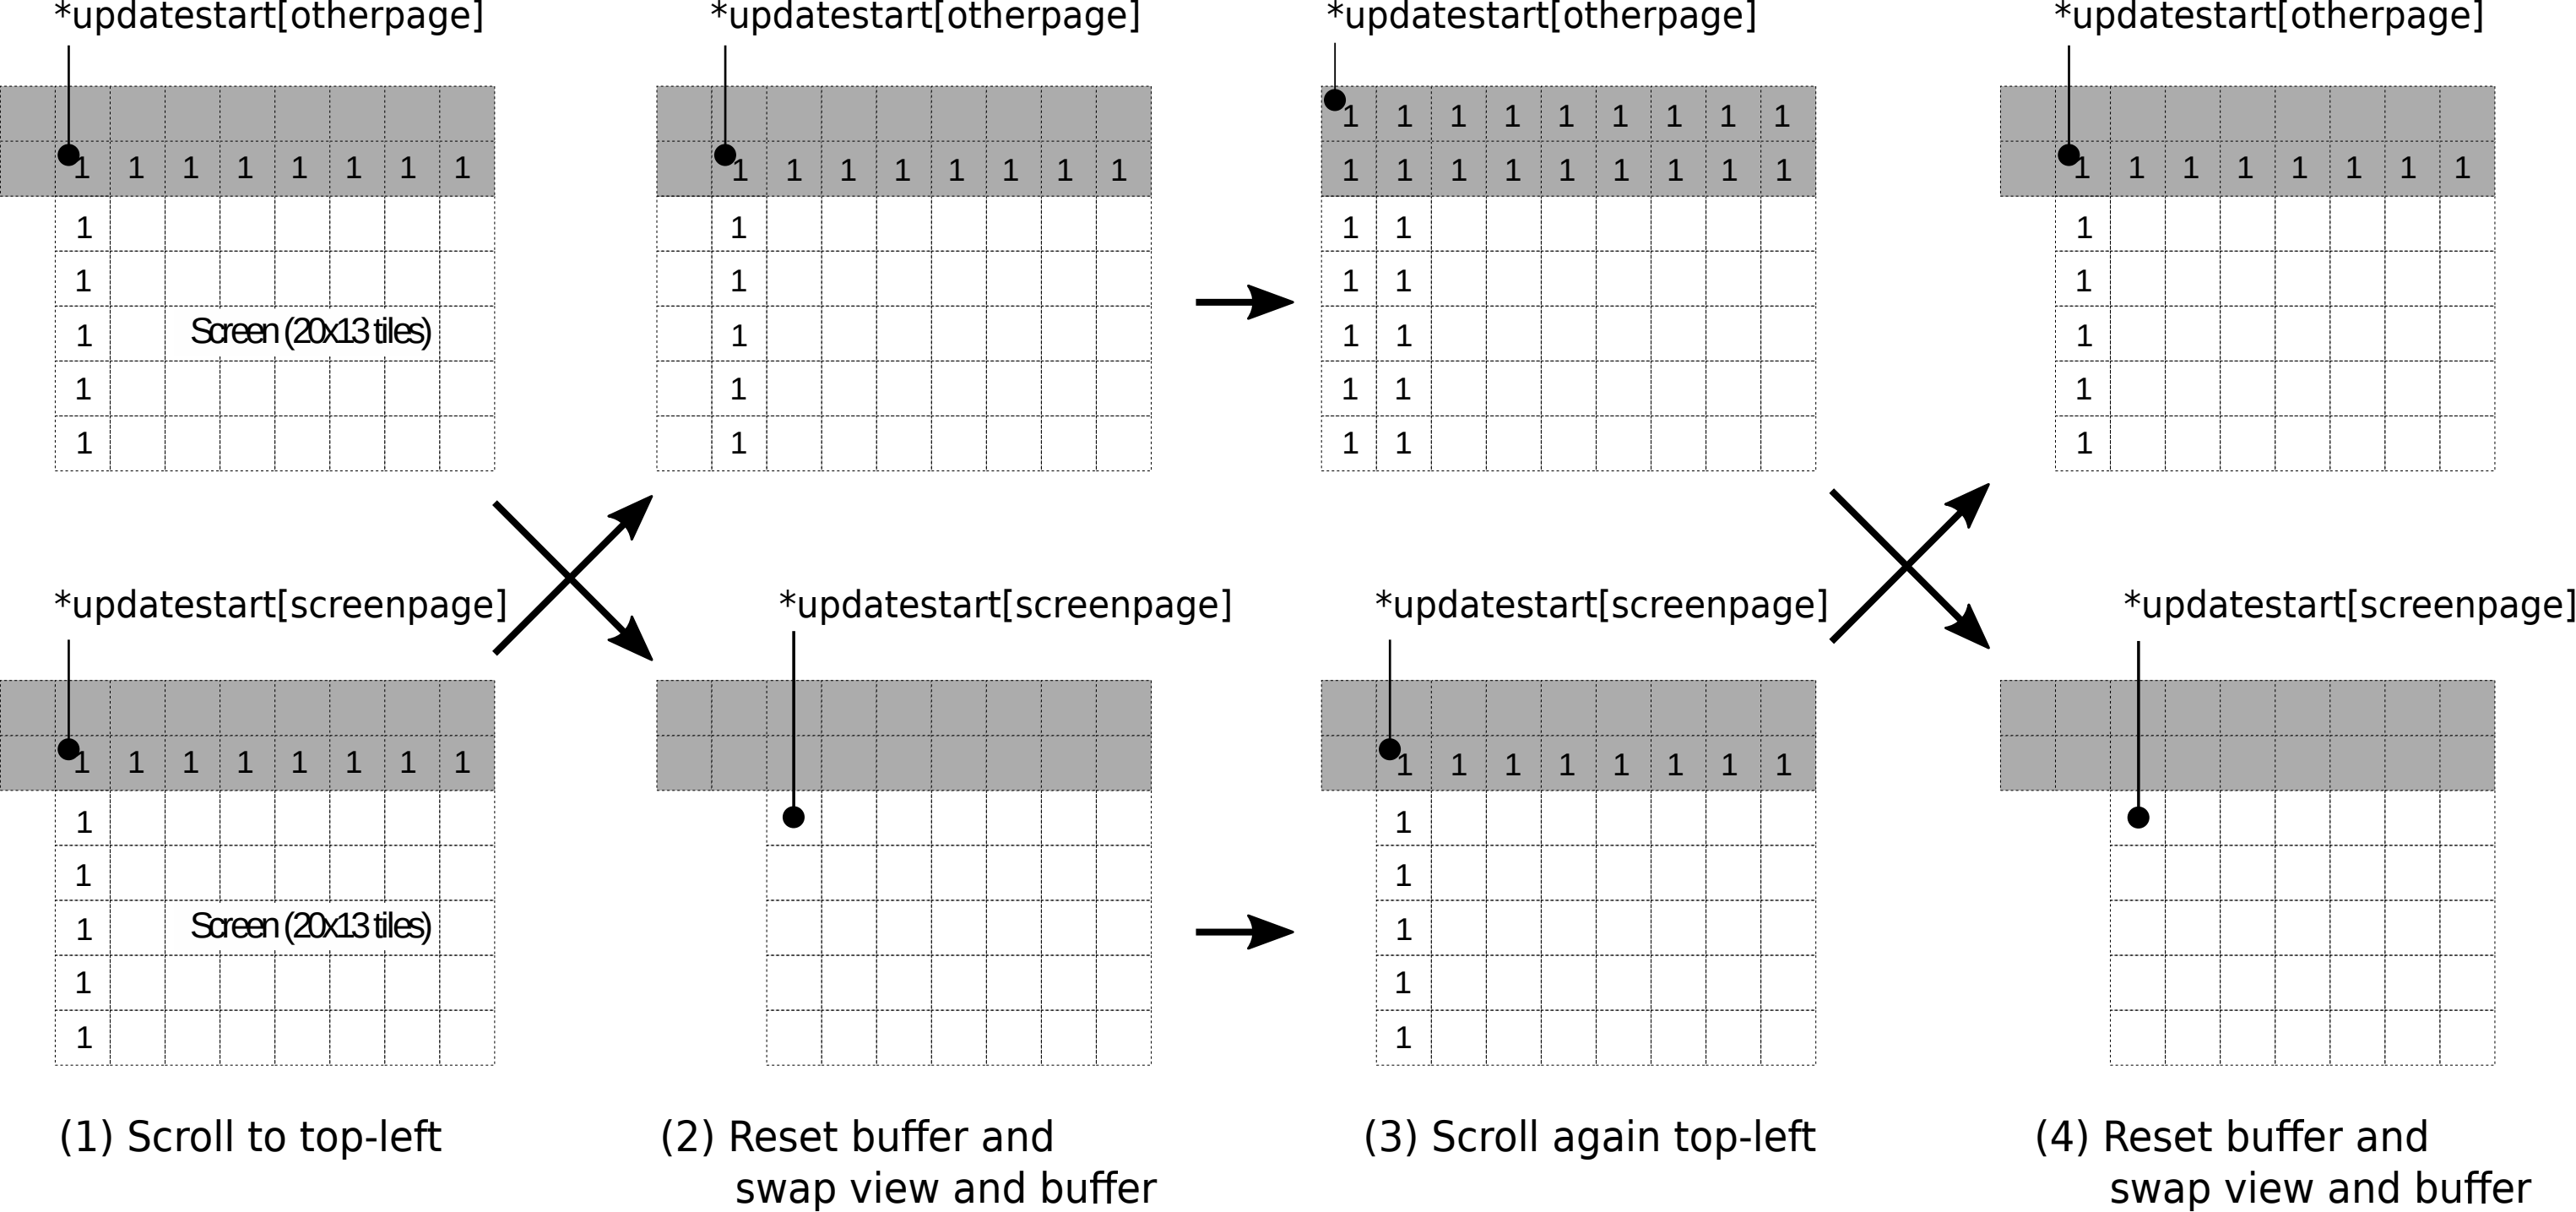 *updatestart[otherpage] *updatestart[otherpage] *updatestart[otherpage] *updatestart[otherpage]
1 1 1 1 1 1 1 1
1 1 1 1 1 1 1 1 1 1 1 1 1 1 1 1 1 1 1 1 1 1 1 1 1 1 1 1 1 1 1 1 1
1 1 1 1 1
1 1 1 1 1
1 Screen (20x13 tiles) 1 1 1 1
1 1 1 1 1
1 1 1 1 1
*updatestart[screenpage] *updatestart[screenpage] *updatestart[screenpage] *updatestart[screenpage]
1 1 1 1 1 1 1 1 1 1 1 1 1 1 1 1
1 1
1 1
1 Screen (20x13 tiles) 1
1 1
1 1
(1) Scroll to top-left (2) Reset buffer and (3) Scroll again top-left (4) Reset buffer and
swap view and buffer swap view and buffer